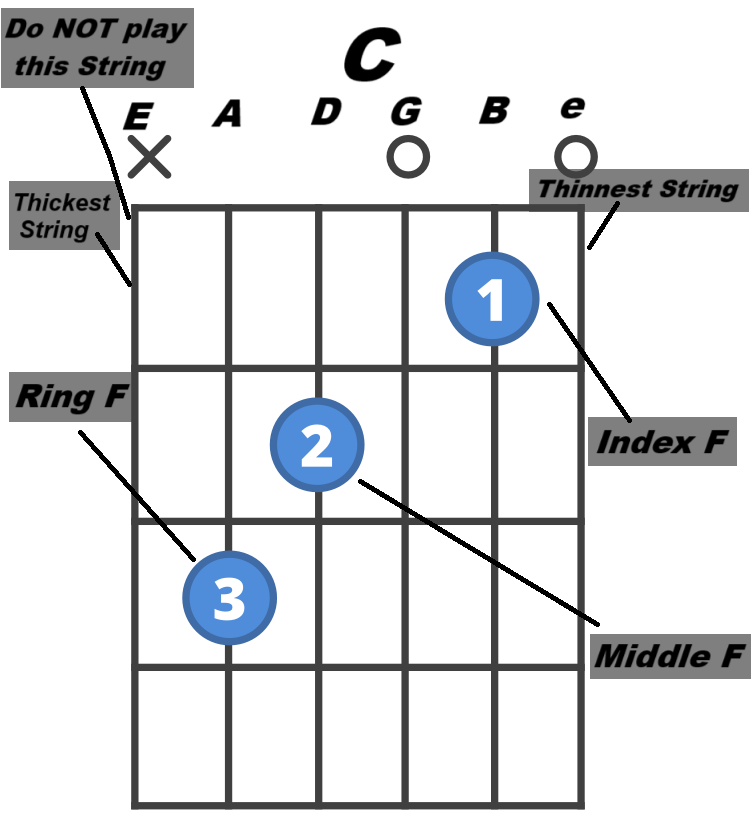 Do NOT play
this String
C
E A D G B e
Thickest
String
Thinnest String
1
Ring F
2
Index F
3
Middle F